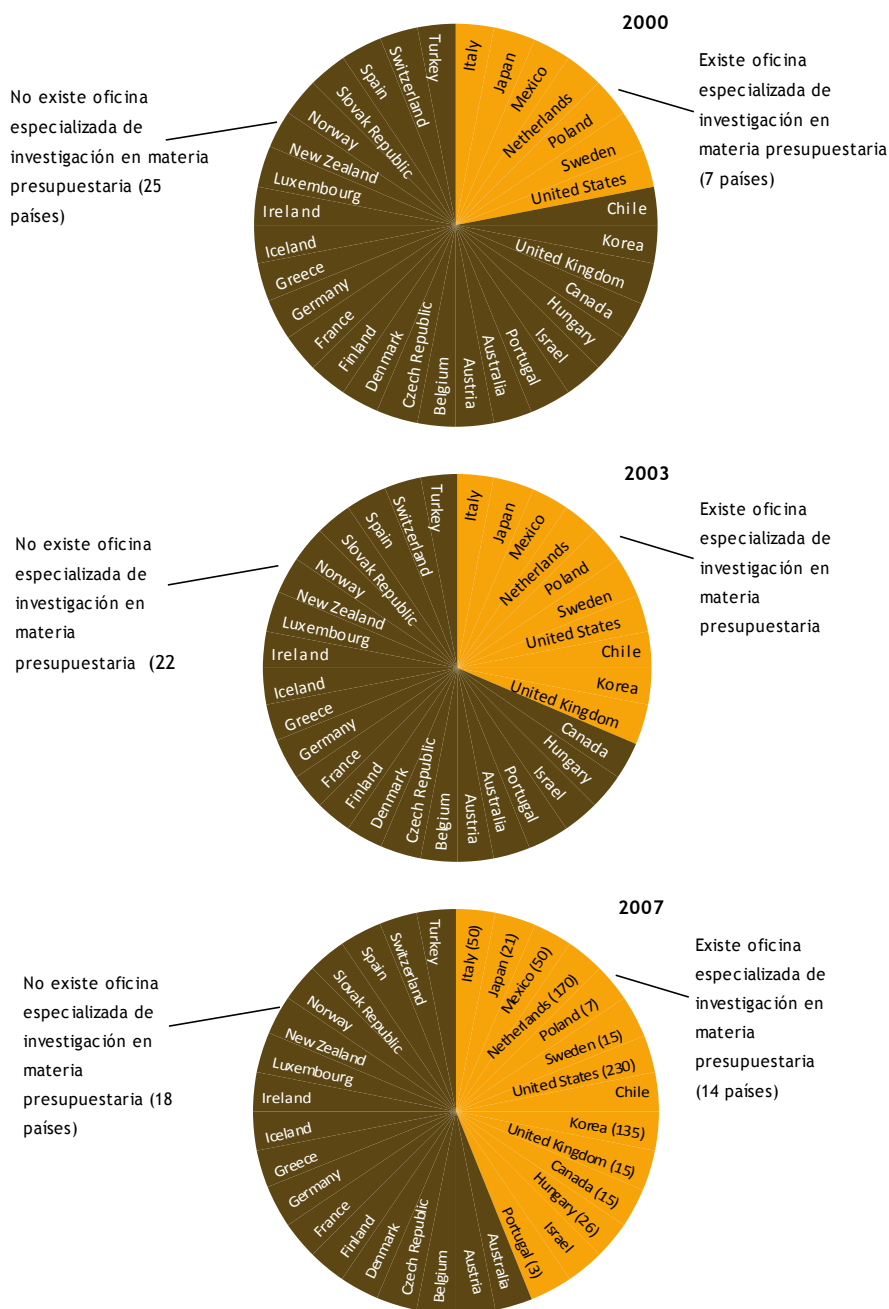 2000
No existe oficina
especializada de
investigación en materia
presupuestaria (25
países)
Existe oficina
especializada de
investigación en
materia presupuestaria
(7 países)
Italy
Japan
Mexico
Netherlands
Poland
Sweden
United States
Chile
Korea
United Kingdom
Canada
Hungary
Israel
Portugal
Australia
Austria
Belgium
Czech Republic
Denmark
Finland
France
Germany
Greece
Iceland
Ireland
Luxembourg
New Zealand
Norway
Slovak Republic
Spain
Switzerland
Turkey
2003
No existe oficina
especializada de
investigación en
materia
presupuestaria (22
Existe oficina
especializada de
investigación en
materia
presupuestaria
Italy
Japan
Mexico
Netherlands
Poland
Sweden
United States
Chile
Korea
United Kingdom
Canada
Hungary
Israel
Portugal
Australia
Austria
Belgium
Czech Republic
Denmark
Finland
France
Germany
Greece
Iceland
Ireland
Luxembourg
New Zealand
Norway
Slovak Republic
Spain
Switzerland
Turkey
2007
No existe oficina
especializada de
investigación en
materia
presupuestaria (18
países)
Existe oficina
especializada de
investigación en
materia
presupuestaria
(14 países)
Italy (50)
Japan (21)
Mexico (50)
Netherlands (170)
Poland (7)
Sweden (15)
United States (230)
Chile
Korea (135)
United Kingdom (15)
Canada (15)
Hungary (26)
Israel
Portugal (3)
Australia
Austria
Belgium
Czech Republic
Denmark
Finland
France
Germany
Greece
Iceland
Ireland
Luxembourg
New Zealand
Norway
Slovak Republic
Spain
Switzerland
Turkey